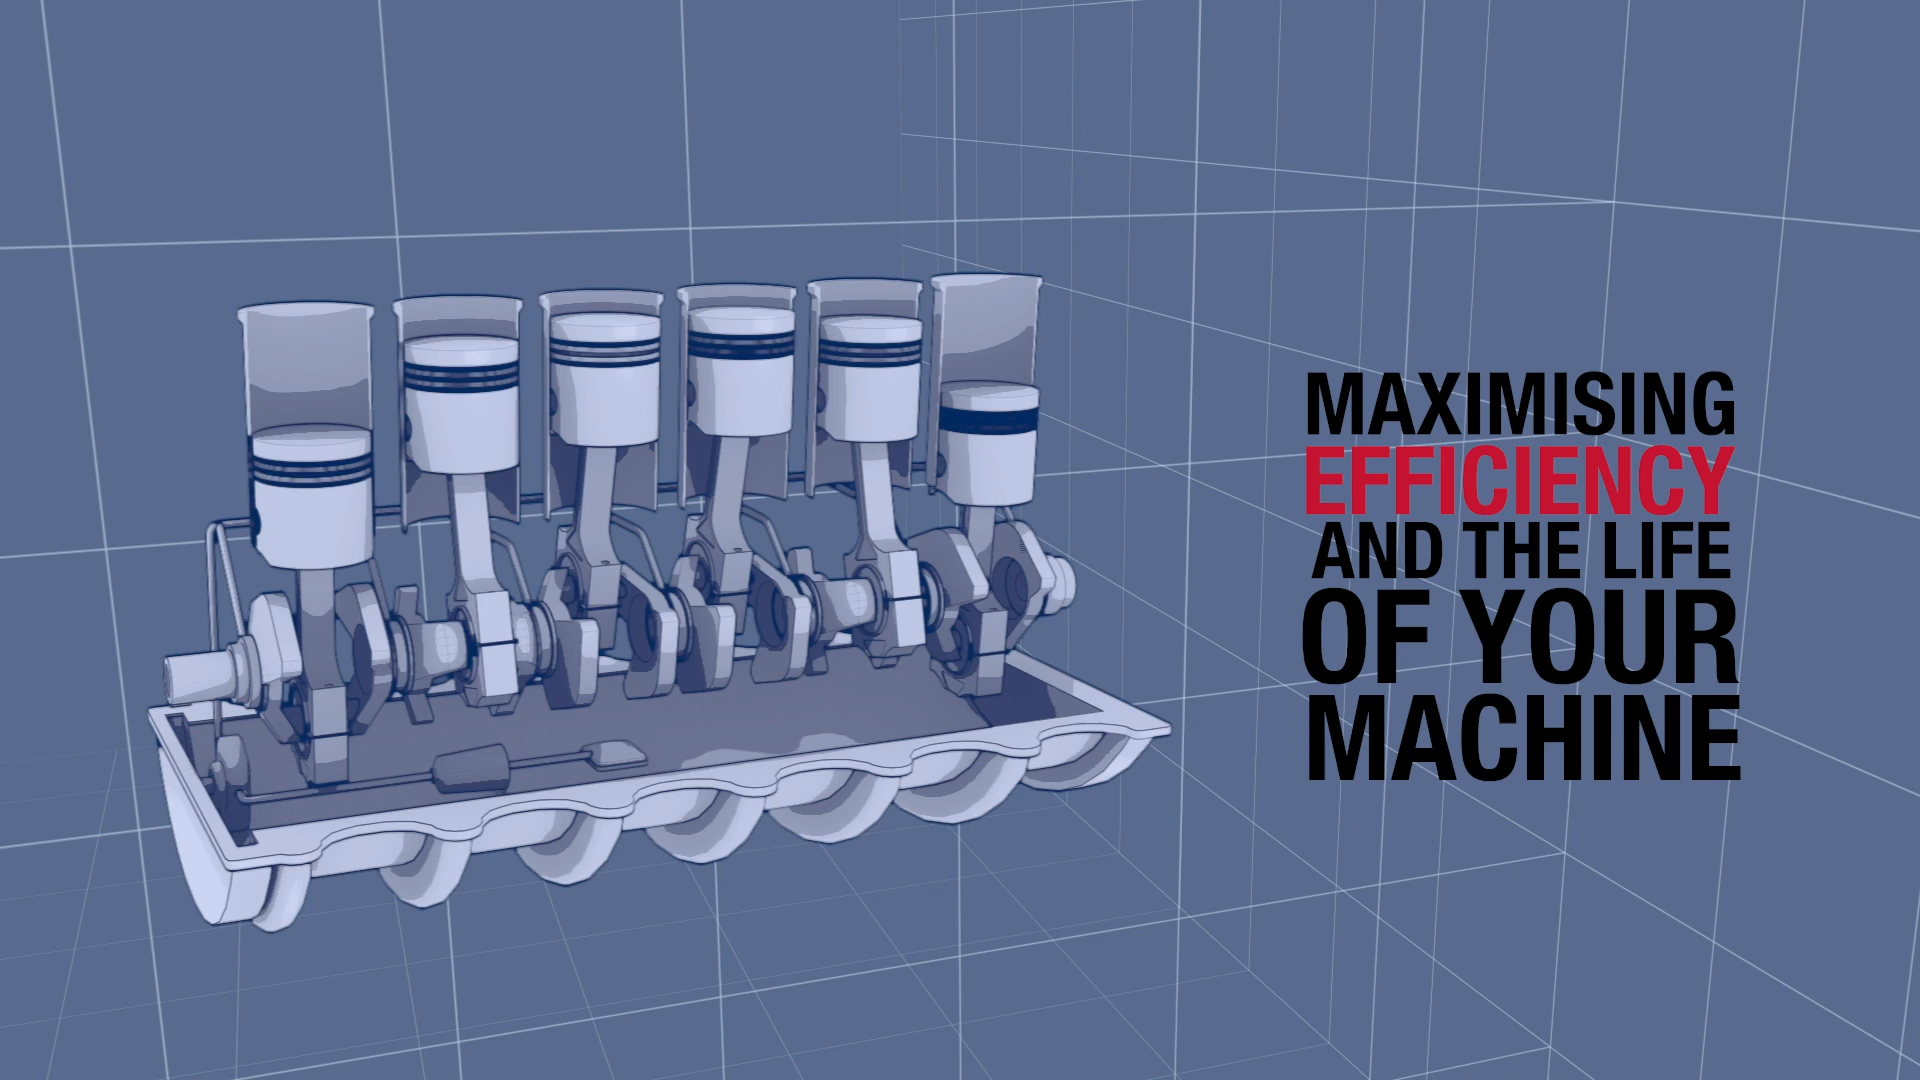 MAXIMISING
EFFICIENCY
AND THE LIFE
OF YOUR
MACHINE